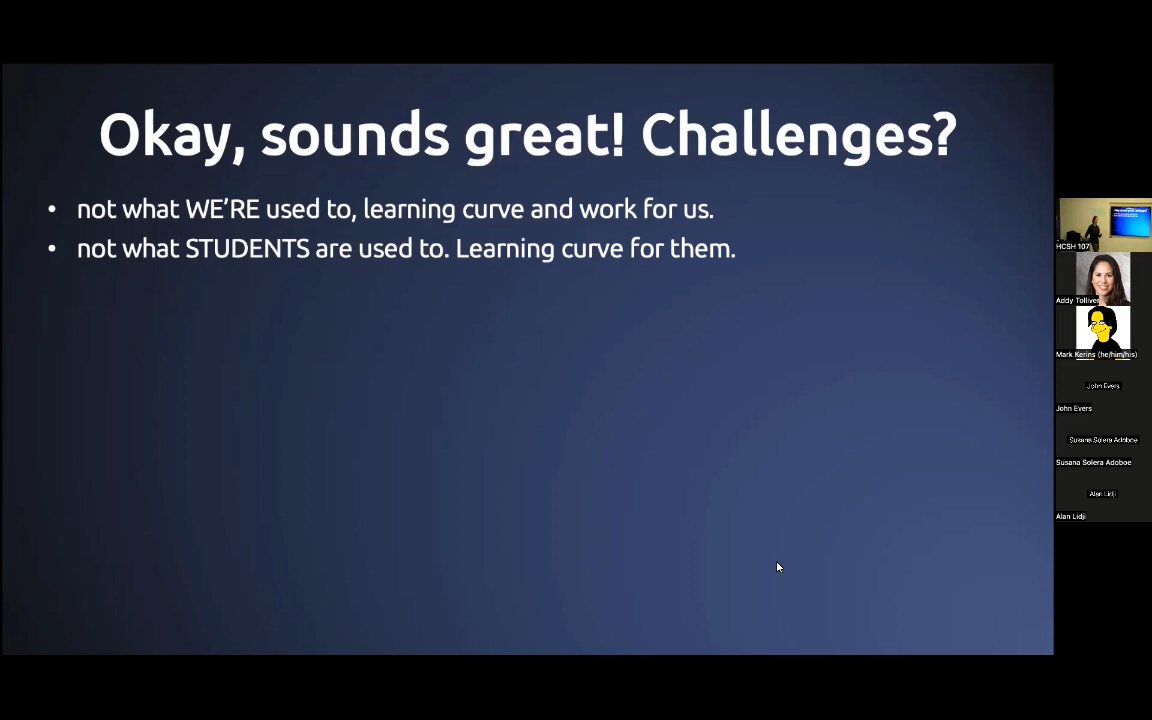 Okay, sounds great! Challenges?
• not what WE'RE used to, learning curve and work for us.
• not what STUDENTS are used to. Learning curve for them.
HCSH 107
Addy Tolliver
Mark Kerins (he/him/his)
John Evers
John Evers
Susana Solera Adoboe
Susana Solera Adoboe
Alan Lidji
Alan Lidji